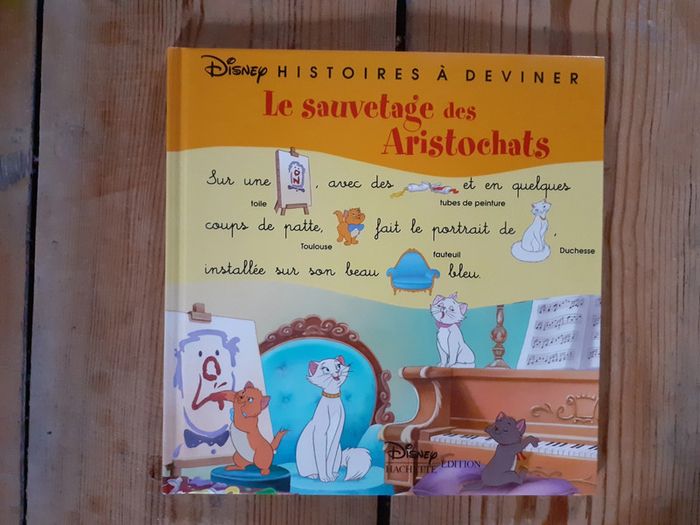 Disney HISTOIRES À DEVINER
Le sauvetage des
Aristochats
Sur une , avec des et en quelques
toile tubes de peinture
coups de patte, fait le portrait de ,
Toulouse Duchesse
fauteuil
installée sur son beau bleu.
Disney
HACHETTE ÉDITION